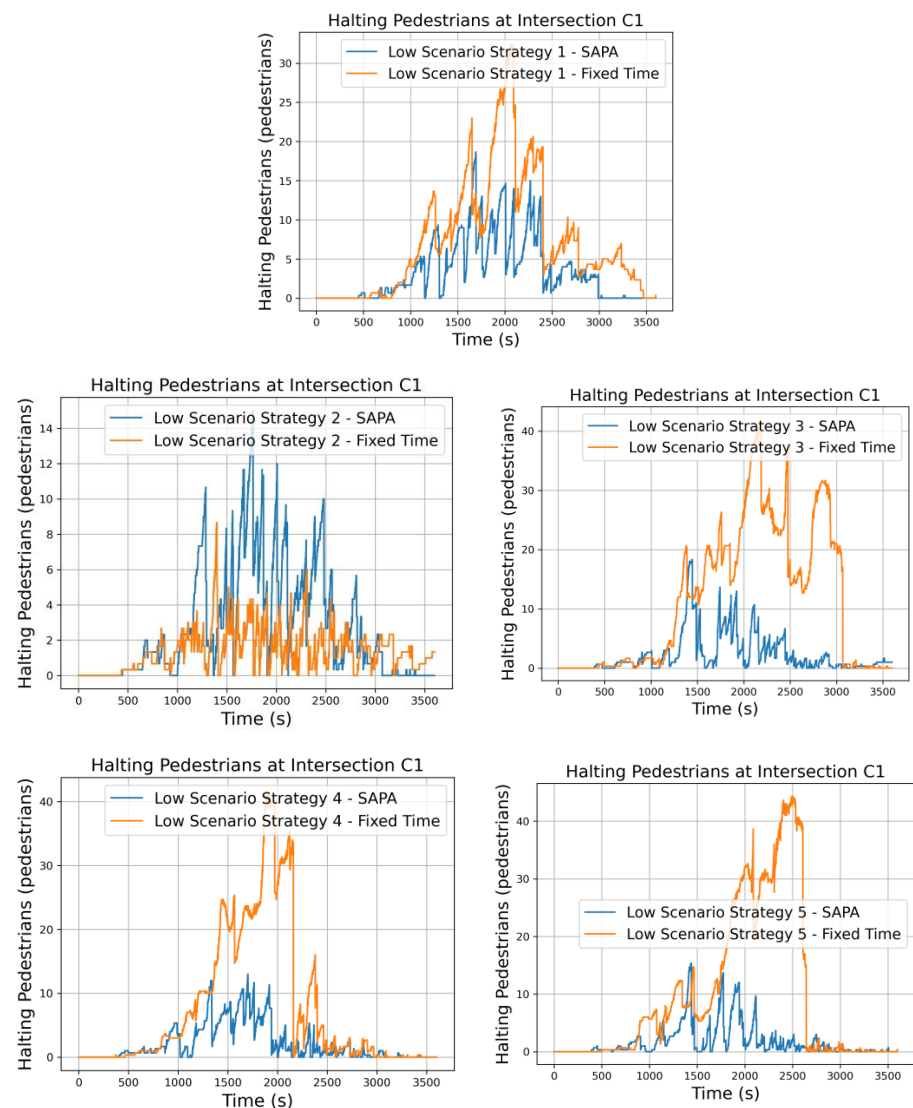 Halting Pedestrians at Intersection C1
Low Scenario Strategy 1 - SAPA
Low Scenario Strategy 1 - Fixed Time
Halting Pedestrians (pedestrians)
30
25
20
15
10
5
0
0 500 1000 1500 2000 2500 3000 3500
Time (s)
Halting Pedestrians at Intersection C1
Low Scenario Strategy 2 - SAPA
Low Scenario Strategy 2 - Fixed Time
Halting Pedestrians (pedestrians)
14
12
10
8
6
4
2
0
0 500 1000 1500 2000 2500 3000 3500
Time (s)
Halting Pedestrians at Intersection C1
Low Scenario Strategy 3 - SAPA
Low Scenario Strategy 3 - Fixed Time
Halting Pedestrians (pedestrians)
40
30
20
10
0
0 500 1000 1500 2000 2500 3000 3500
Time (s)
Halting Pedestrians at Intersection C1
Low Scenario Strategy 4 - SAPA
Low Scenario Strategy 4 - Fixed Time
Halting Pedestrians (pedestrians)
40
30
20
10
0
0 500 1000 1500 2000 2500 3000 3500
Time (s)
Halting Pedestrians at Intersection C1
Low Scenario Strategy 5 - SAPA
Low Scenario Strategy 5 - Fixed Time
Halting Pedestrians (pedestrians)
40
30
20
10
0
0 500 1000 1500 2000 2500 3000 3500
Time (s)